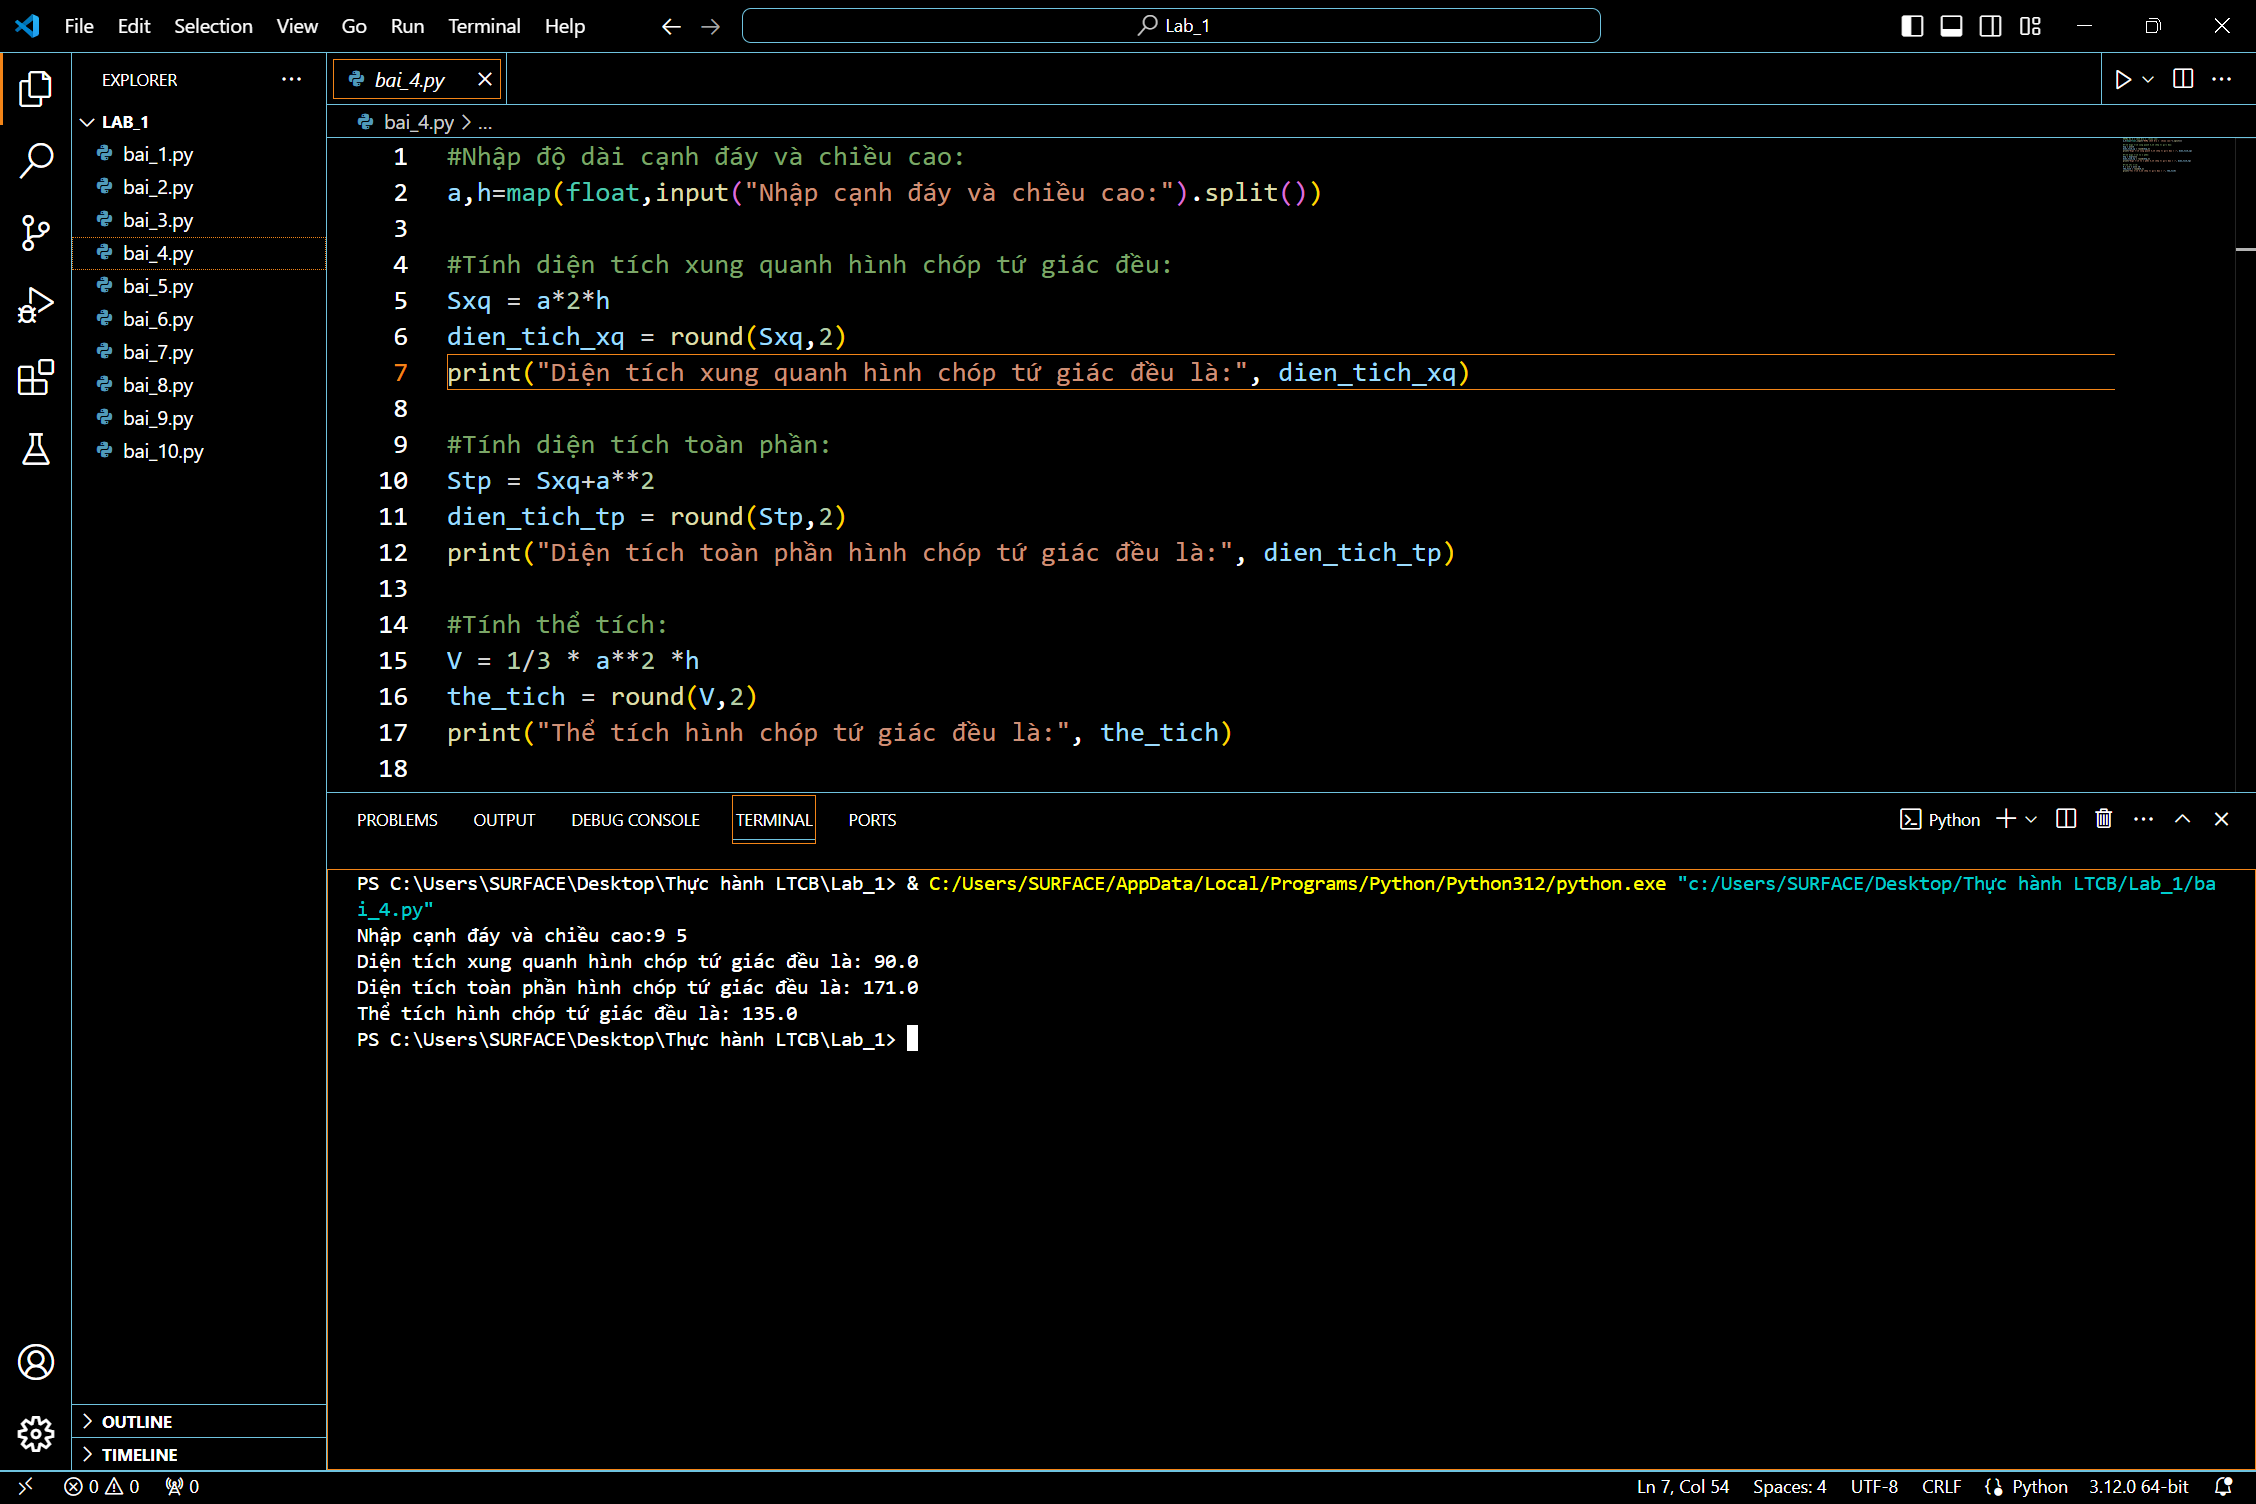 File Edit Selection View Go Run Terminal Help
Lab_1
EXPLORER
LAB_1
bai_1.py
bai_2.py
bai_3.py
bai_4.py
bai_5.py
bai_6.py
bai_7.py
bai_8.py
bai_9.py
bai_10.py
OUTLINE
TIMELINE
bai_4.py
bai_4.py > ...
1 #Nhập độ dài cạnh đáy và chiều cao:
2 a,h=map(float,input("Nhập cạnh đáy và chiều cao:").split())
3
4 #Tính diện tích xung quanh hình chóp tứ giác đều:
5 Sxq = a*2*h
6 dien_tich_xq = round(Sxq,2)
7 print("Diện tích xung quanh hình chóp tứ giác đều là:", dien_tich_xq)
8
9 #Tính diện tích toàn phần:
10 Stp = Sxq+a**2
11 dien_tich_tp = round(Stp,2)
12 print("Diện tích toàn phần hình chóp tứ giác đều là:", dien_tich_tp)
13
14 #Tính thể tích:
15 V = 1/3 * a**2 *h
16 the_tich = round(V,2)
17 print("Thể tích hình chóp tứ giác đều là:", the_tich)
18
PROBLEMS OUTPUT DEBUG CONSOLE TERMINAL PORTS
Python
PS C:\Users\SURFACE\Desktop\Thực hành LTCB\Lab_1> & C:/Users/SURFACE/AppData/Local/Programs/Python/Python312/python.exe "c:/Users/SURFACE/Desktop/Thực hành LTCB/Lab_1/ba
i_4.py"
Nhập cạnh đáy và chiều cao:9 5
Diện tích xung quanh hình chóp tứ giác đều là: 90.0
Diện tích toàn phần hình chóp tứ giác đều là: 171.0
Thể tích hình chóp tứ giác đều là: 135.0
PS C:\Users\SURFACE\Desktop\Thực hành LTCB\Lab_1>
0 0 0 Ln 7, Col 54 Spaces: 4 UTF-8 CRLF Python 3.12.0 64-bit